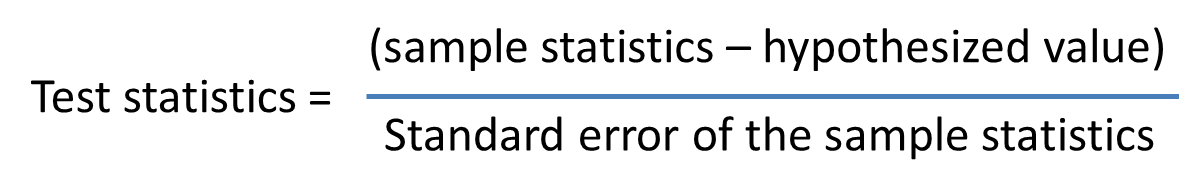 (sample statistics – hypothesized value)
Test statistics =
Standard error of the sample statistics